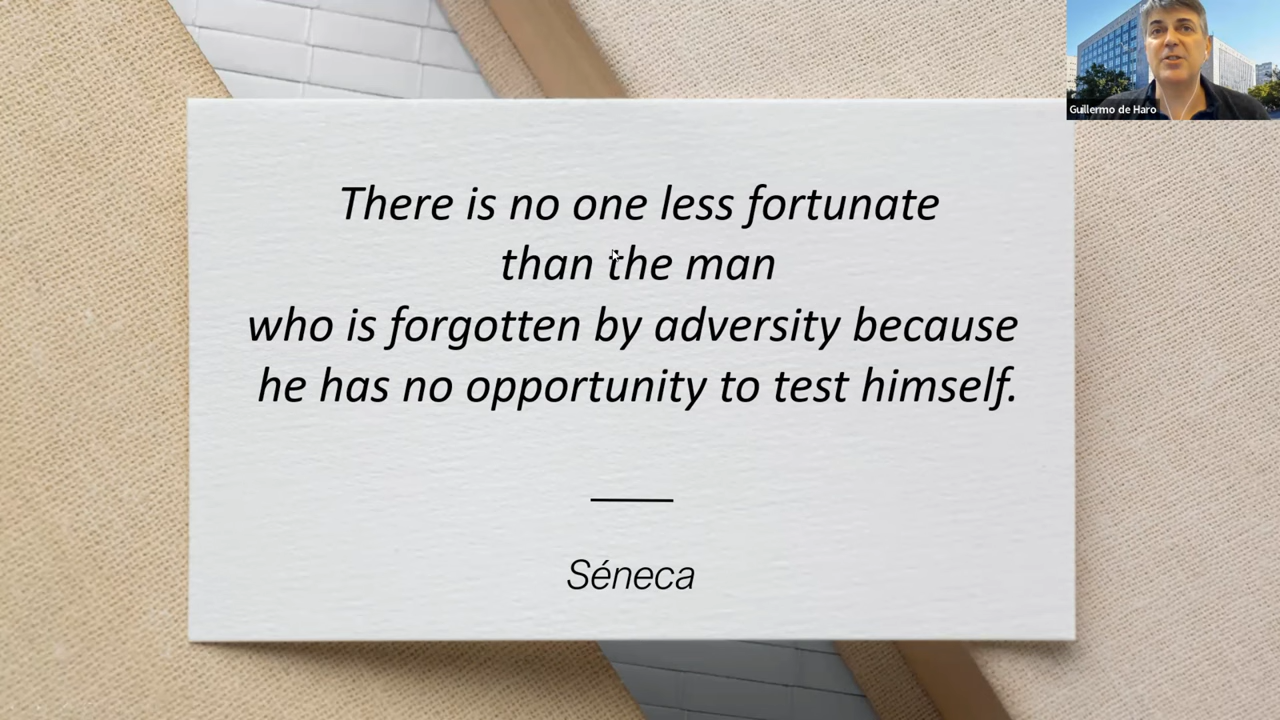 Guillermo de Haro
There is no one less fortunate
than the man
who is forgotten by adversity because
he has no opportunity to test himself.
Séneca